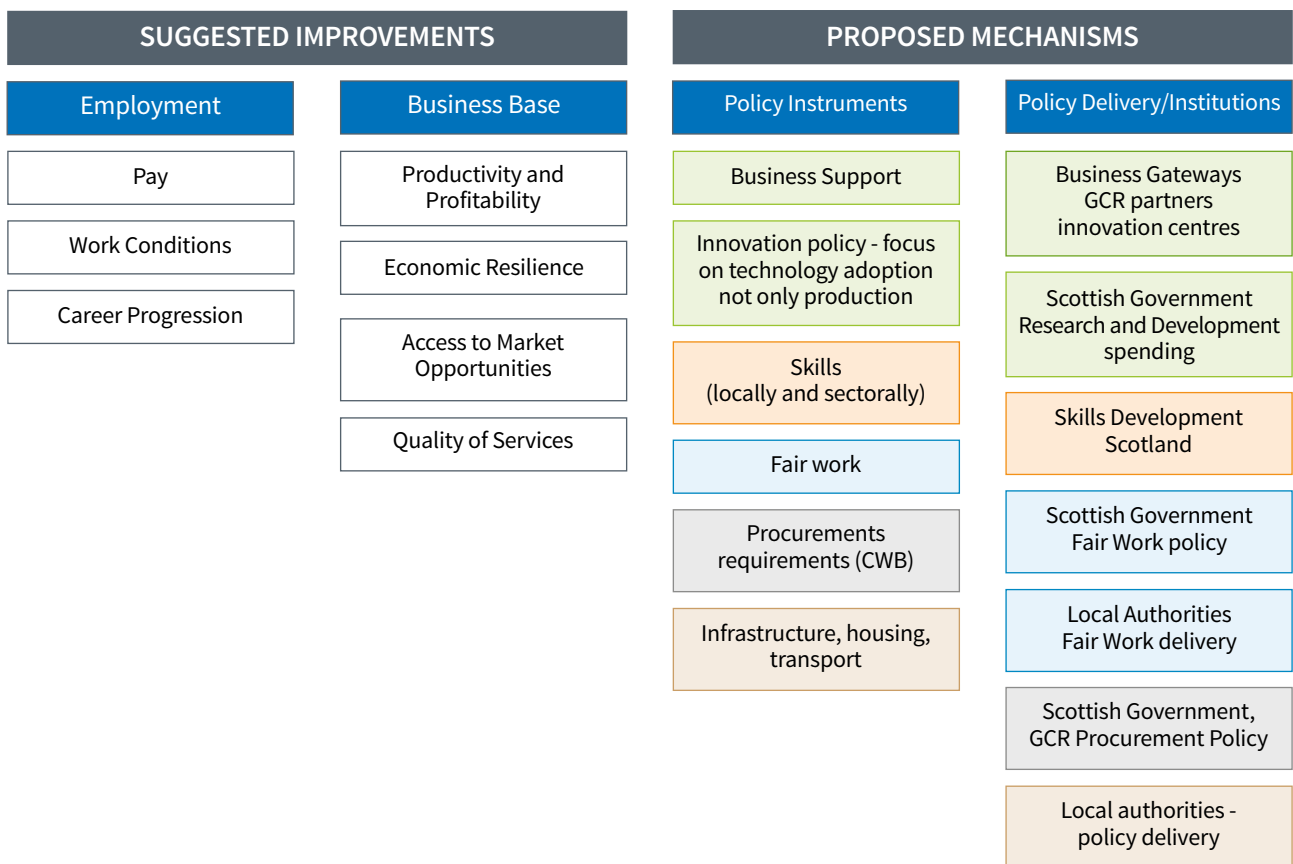 SUGGESTED IMPROVEMENTS
Employment
Pay
Work Conditions
Career Progression
Business Base
Productivity and
Profitability
Economic Resilience
Access to Market
Opportunities
Quality of Services
PROPOSED MECHANISMS
Policy Instruments
Business Support
Innovation policy - focus
on technology adoption
not only production
Skills
(locally and sectorally)
Fair work
Procurements
requirements (CWB)
Infrastructure, housing,
transport
Policy Delivery/Institutions
Business Gateways
GCR partners
innovation centres
Scottish Government
Research and Development
spending
Skills Development
Scotland
Scottish Government
Fair Work policy
Local Authorities
Fair Work delivery
Scottish Government,
GCR Procurement Policy
Local authorities -
policy delivery